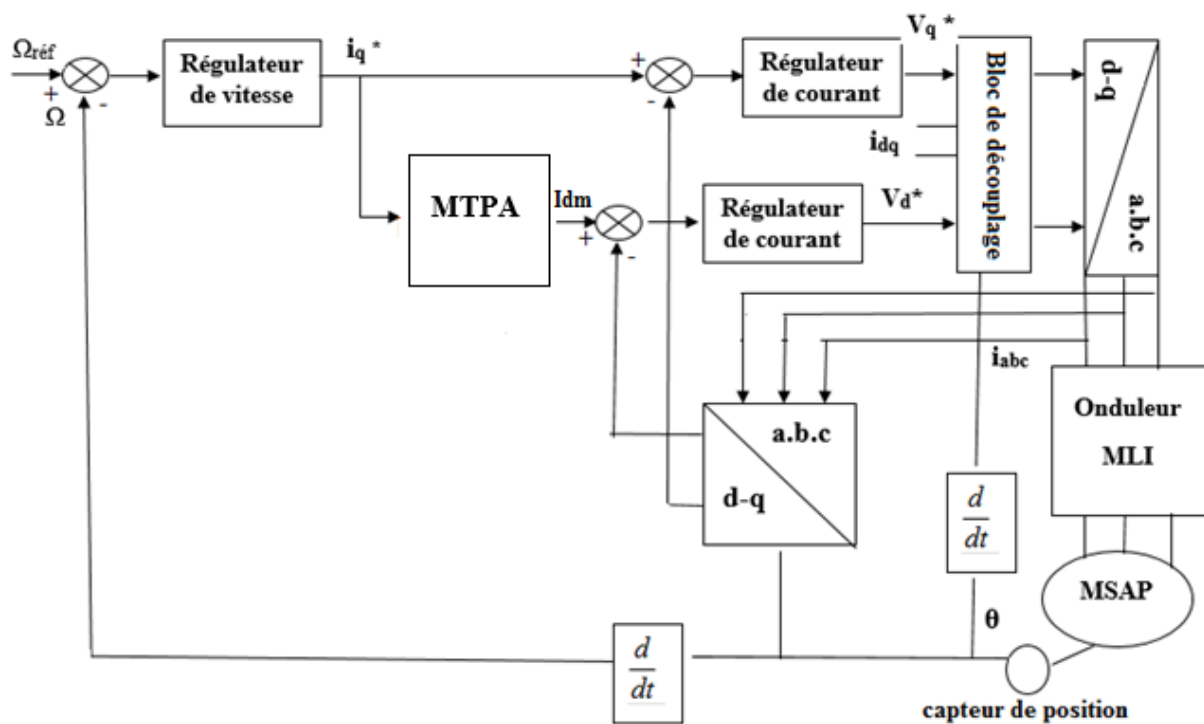 Ωréf
+
-
Ω
Régulateur
de vitesse
iq *
+
-
Régulateur
de courant
Vq *
idq
Bloc de découplage
d-q
a.b.c
MTPA
Idm
+
-
Régulateur
de courant
Vd*
iabc
a.b.c
d-q
Onduleur
MLI
d
dt
MSAP
θ
d
dt
capteur de position